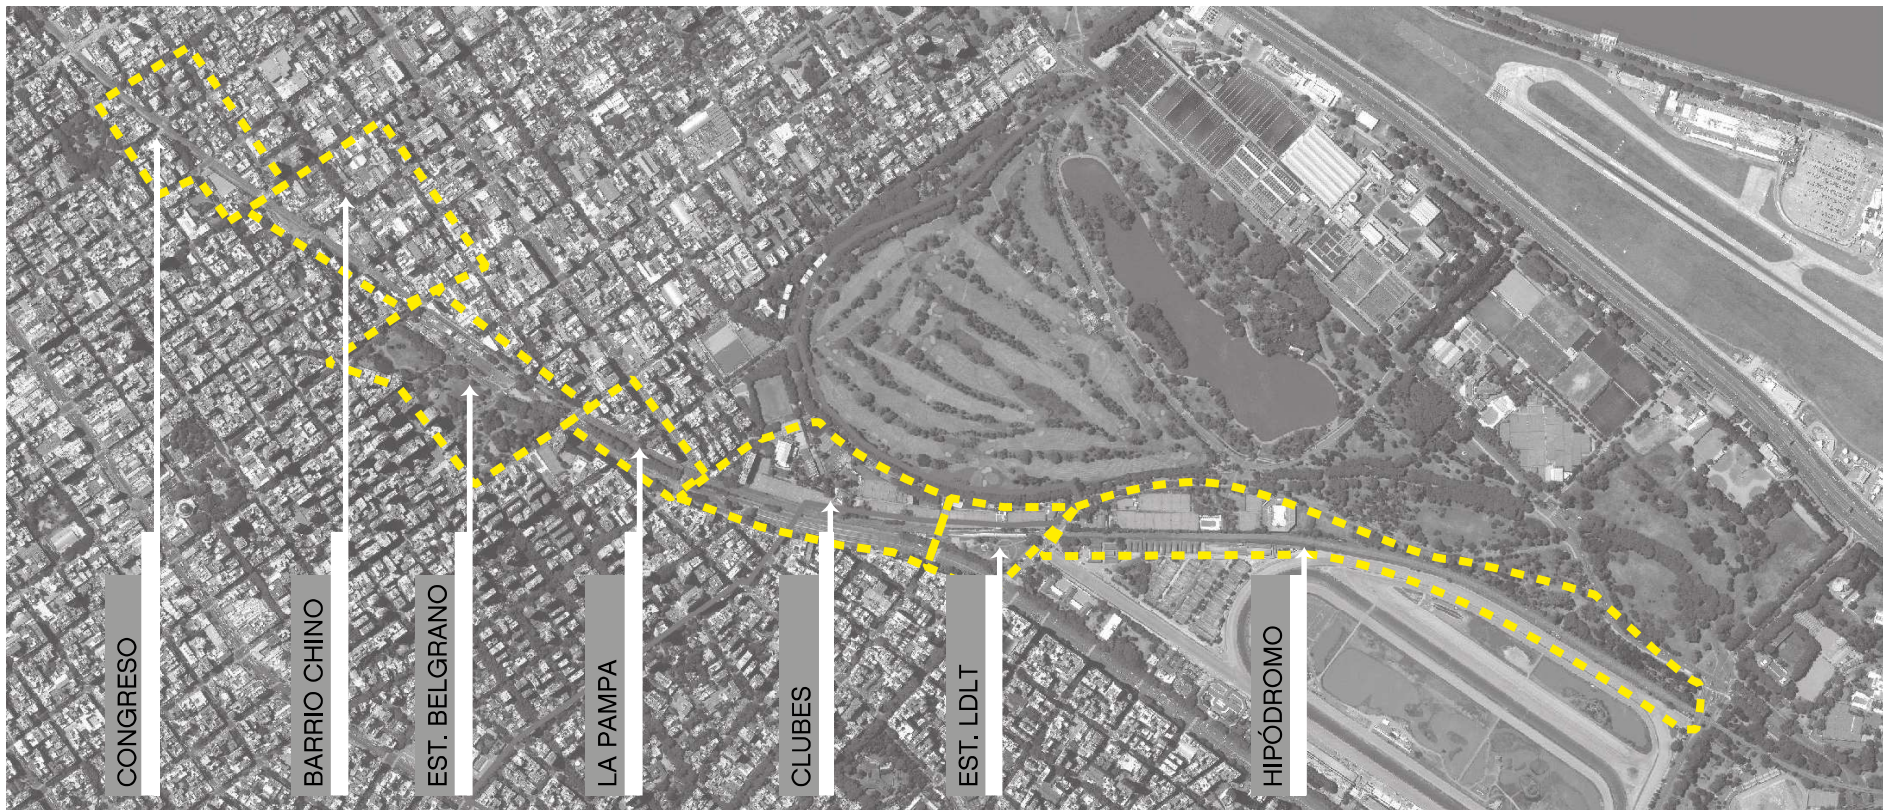 CONGRESO
BARRIO CHINO
EST. BELGRANO
LA PAMPA
CLUBES
EST. LDLT
HIPÓDROMO